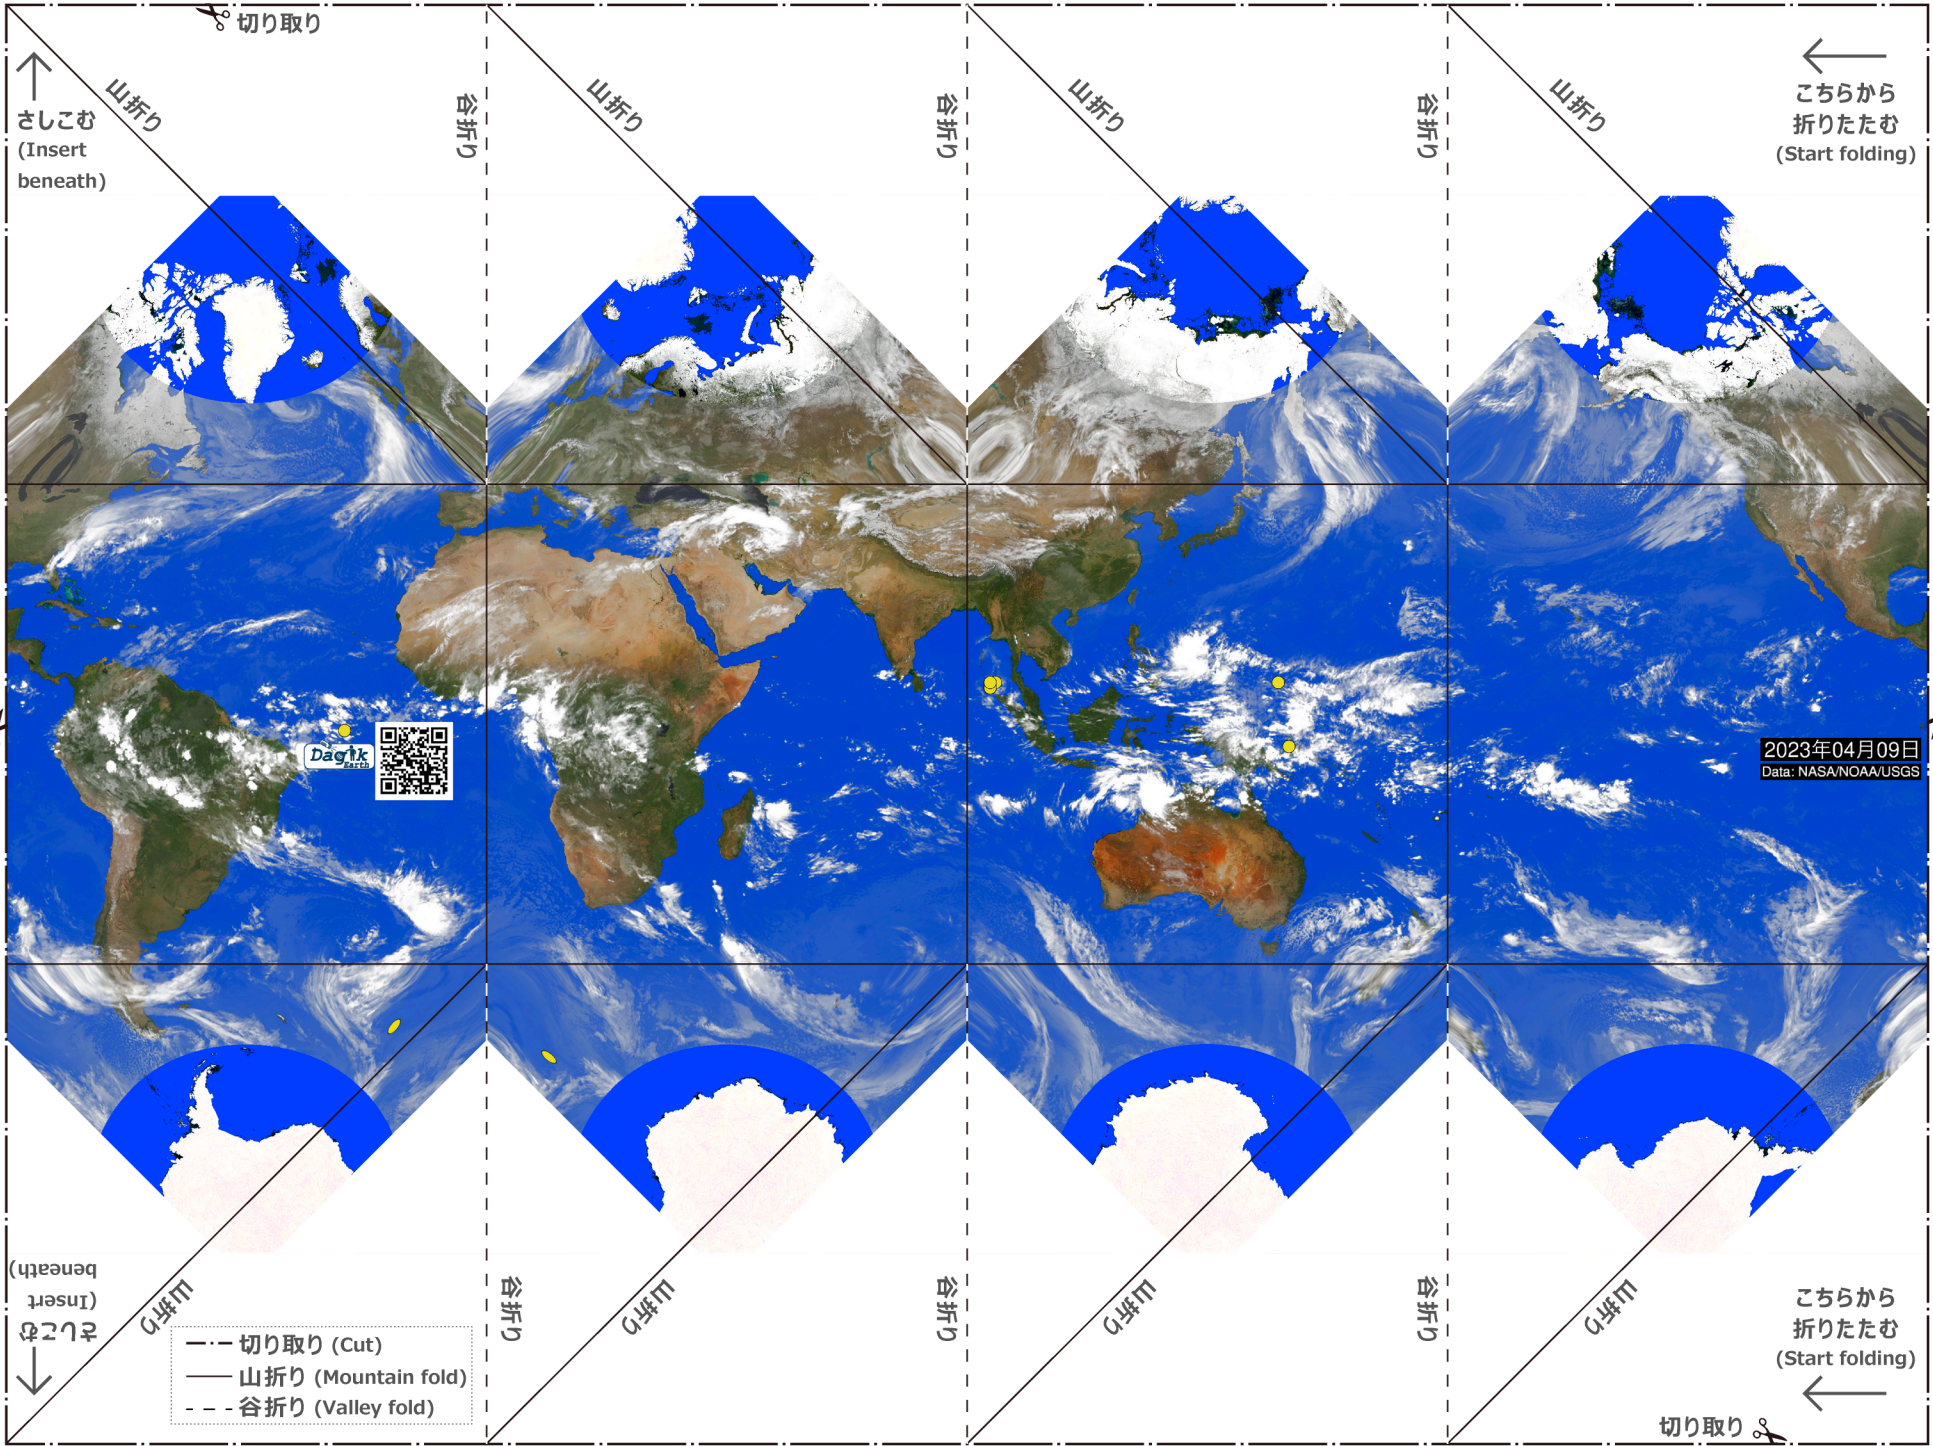 切り取り
山折り
谷折り
山折り
谷折り
山折り
谷折り
山折り
さしこむ
(Insert
beneath)
こちらから
折りたたむ
(Start folding)
Dagik
Earth
2023年04月09日
Data: NASA/NOAA/USGS
さしこむ
(Insert
beneath)
山折り
谷折り
山折り
谷折り
山折り
谷折り
山折り
こちらから
折りたたむ
(Start folding)
切り取り (Cut)
山折り (Mountain fold)
谷折り (Valley fold)
切り取り